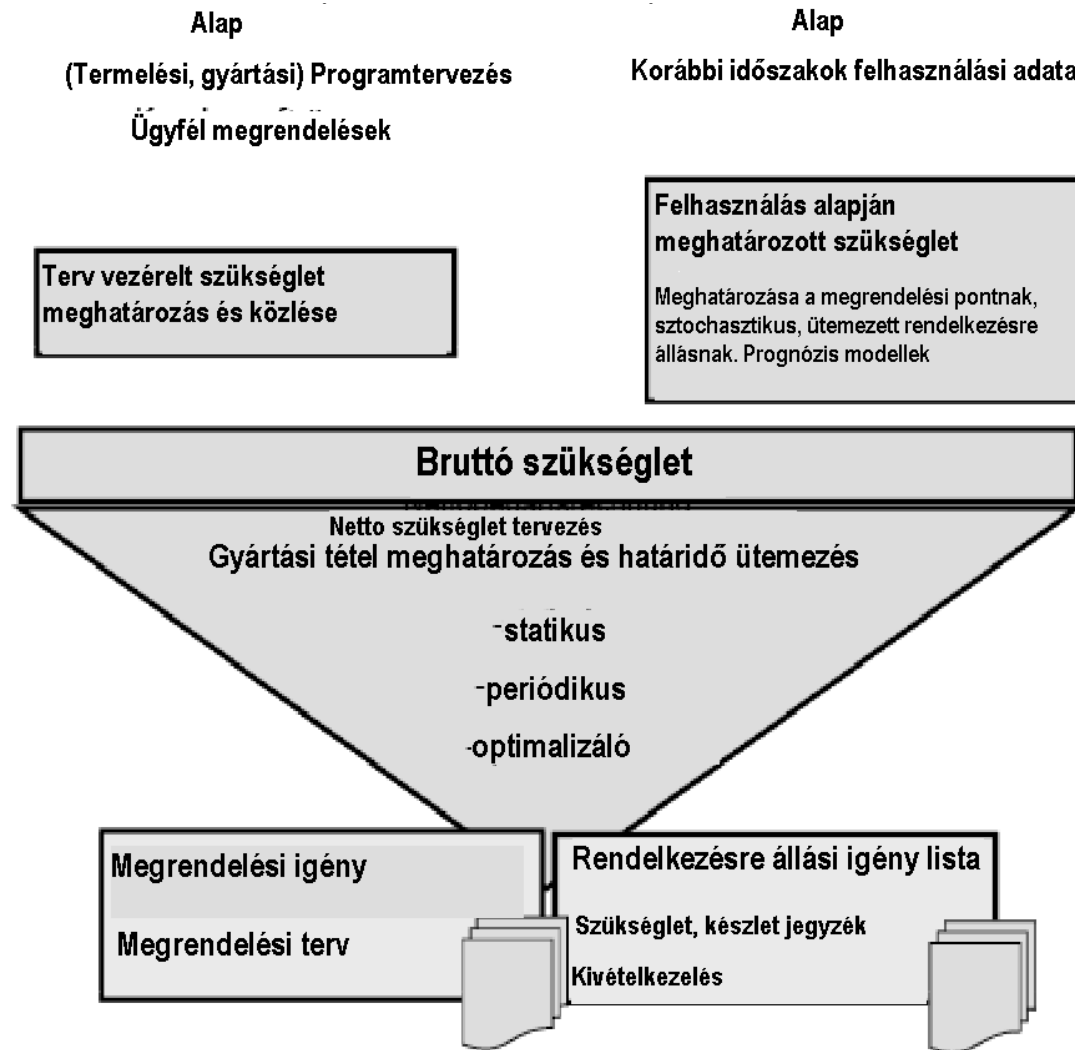 Alap
(Termelési, gyártási) Programtervezés
Ügyfél megrendelések
Alap
Korábbi időszakok felhasználási adata
Terv vezérelt szükséglet
meghatározás és közlése
Felhasználás alapján
meghatározott szükséglet
Meghatározása a megrendelési pontnak,
sztochasztikus, ütemezett rendelkezésre
állásnak. Prognózis modellek
Bruttó szükséglet
Netto szükséglet tervezés
Gyártási tétel meghatározás és határidő ütemezés
-statikus
-periódikus
-optimalizáló
Megrendelési igény
Megrendelési terv
Rendelkezésre állási igény lista
Szükséglet, készlet jegyzék
Kivételkezelés